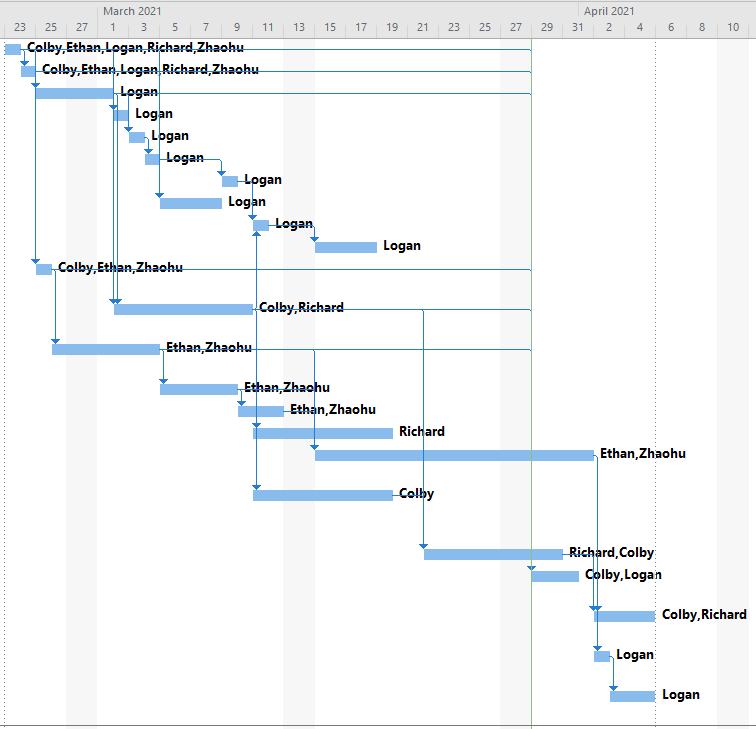 March 2021 April 2021
23 25 27 1 3 5 7 9 11 13 15 17 19 21 23 25 27 29 31 2 4 6 8 10
Colby,Ethan,Logan,Richard,Zhaohu
Colby,Ethan,Logan,Richard,Zhaohu
Logan
Logan
Logan
Logan
Logan
Logan
Logan
Logan
Colby,Ethan,Zhaohu
Colby,Richard
Ethan,Zhaohu
Ethan,Zhaohu
Ethan,Zhaohu
Richard
Ethan,Zhaohu
Colby
Richard,Colby
Colby,Logan
Colby,Richard
Logan
Logan